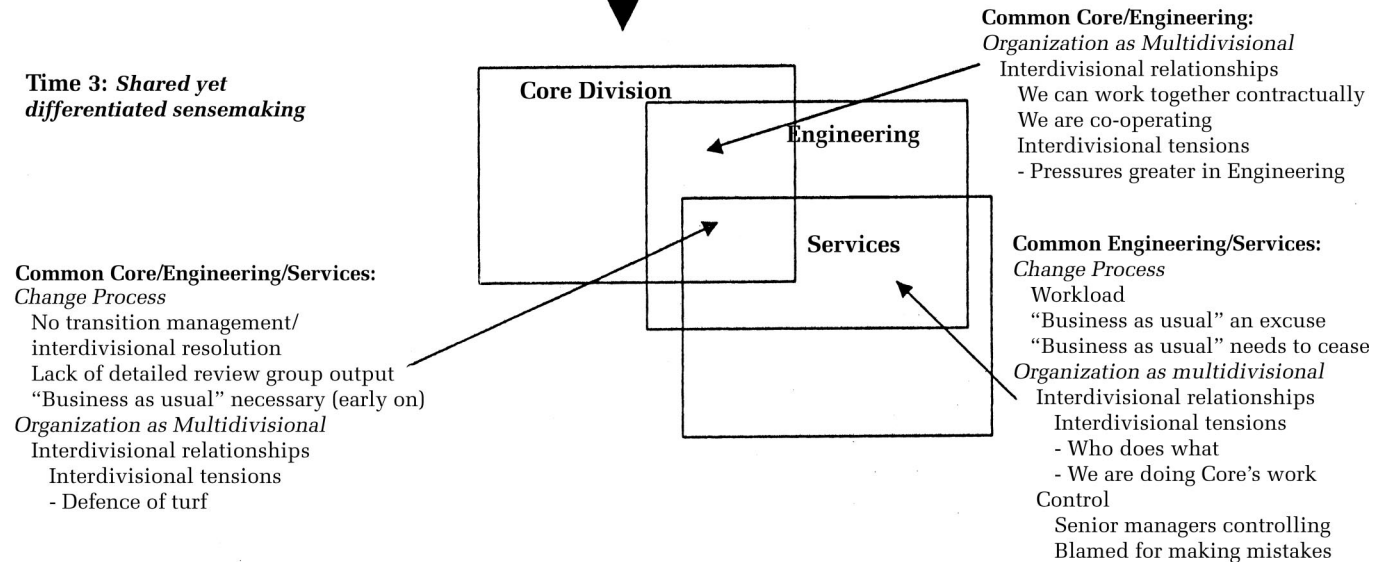 Time 3: Shared yet
differentiated sensemaking
Core Division
Engineering
Services
Common Core/Engineering:
Organization as Multidivisional
Interdivisional relationships
We can work together contractually
We are co-operating
Interdivisional tensions
- Pressures greater in Engineering
Common Engineering/Services:
Change Process
Workload
“Business as usual” an excuse
“Business as usual” needs to cease
Organization as multidivisional
Interdivisional relationships
Interdivisional tensions
- Who does what
- We are doing Core’s work
Control
Senior managers controlling
Blamed for making mistakes
Common Core/Engineering/Services:
Change Process
No transition management/
interdivisional resolution
Lack of detailed review group output
“Business as usual” necessary (early on)
Organization as Multidivisional
Interdivisional relationships
Interdivisional tensions
- Defence of turf